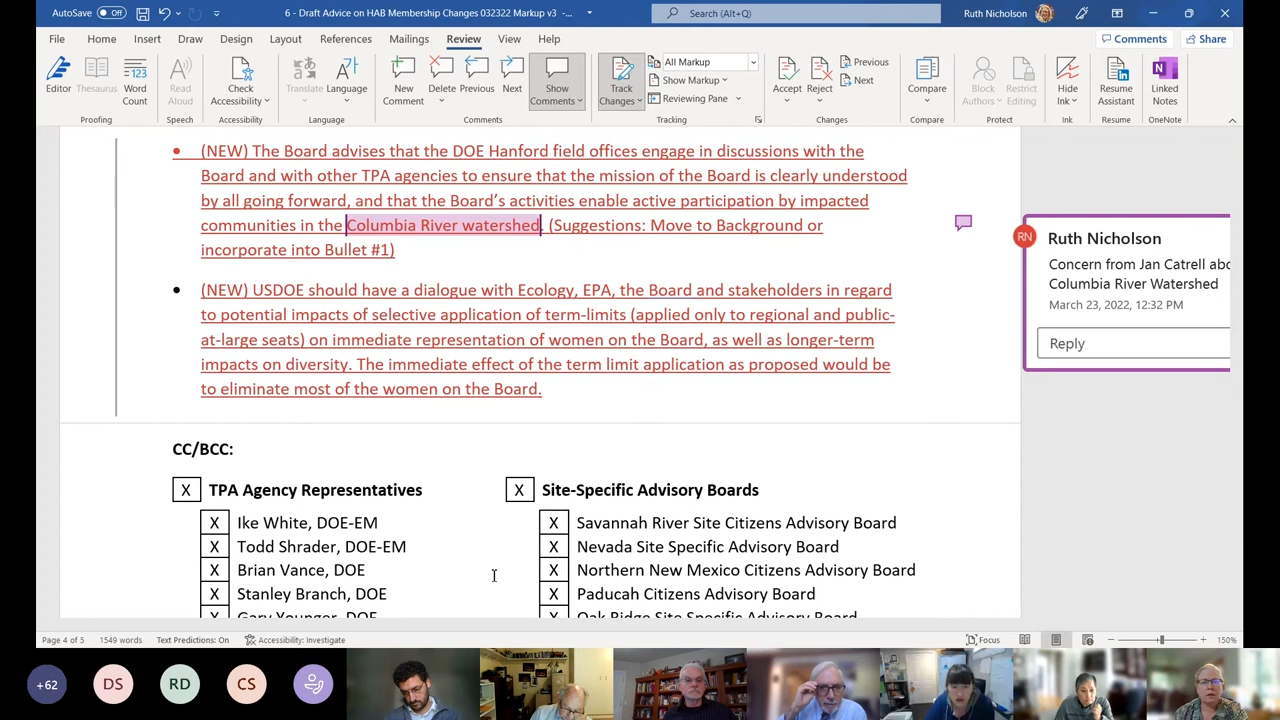 AutoSave Off 6 - Draft Advice on HAB Membership Changes 032322 Markup v3 -... Search (Alt+Q) Ruth Nicholson
File Home Insert Draw Design Layout References Mailings Review View Help Comments Share
Editor Thesaurus Word Count Read Aloud Check Accessibility Translate Language New Comment Delete Previous Next Show Comments Track Changes All Markup Show Markup Reviewing Pane Accept Reject Previous Next Compare Block Authors Restrict Editing Hide Ink Resume Assistant Linked Notes
Proofing Speech Accessibility Language Comments Tracking Changes Compare Protect Ink Resume OneNote
• (NEW) The Board advises that the DOE Hanford field offices engage in discussions with the
Board and with other TPA agencies to ensure that the mission of the Board is clearly understood
by all going forward, and that the Board's activities enable active participation by impacted
communities in the Columbia River watershed. (Suggestions: Move to Background or
incorporate into Bullet #1)
RN Ruth Nicholson
Concern from Jan Catrell abo
Columbia River Watershed
March 23, 2022, 12:32 PM
Reply
• (NEW) USDOE should have a dialogue with Ecology, EPA, the Board and stakeholders in regard
to potential impacts of selective application of term-limits (applied only to regional and public-
at-large seats) on immediate representation of women on the Board, as well as longer-term
impacts on diversity. The immediate effect of the term limit application as proposed would be
to eliminate most of the women on the Board.
CC/BCC:
X TPA Agency Representatives X Site-Specific Advisory Boards
X Ike White, DOE-EM X Savannah River Site Citizens Advisory Board
X Todd Shrader, DOE-EM X Nevada Site Specific Advisory Board
X Brian Vance, DOE X Northern New Mexico Citizens Advisory Board
X Stanley Branch, DOE X Paducah Citizens Advisory Board
X Gary Younger, DOE X Oak Ridge Site Specific Advisory Board
Page 4 of 5 1549 words Text Predictions: On Accessibility: Investigate Focus 150%
+62 DS RD CS